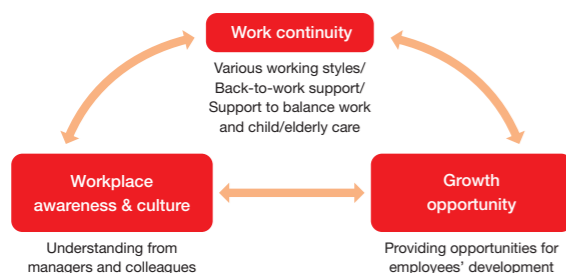 Work continuity
Various working styles/
Back-to-work support/
Support to balance work
and child/elderly care
Workplace
awareness & culture
Understanding from
managers and colleagues
Growth
opportunity
Providing opportunities for
employees’ development